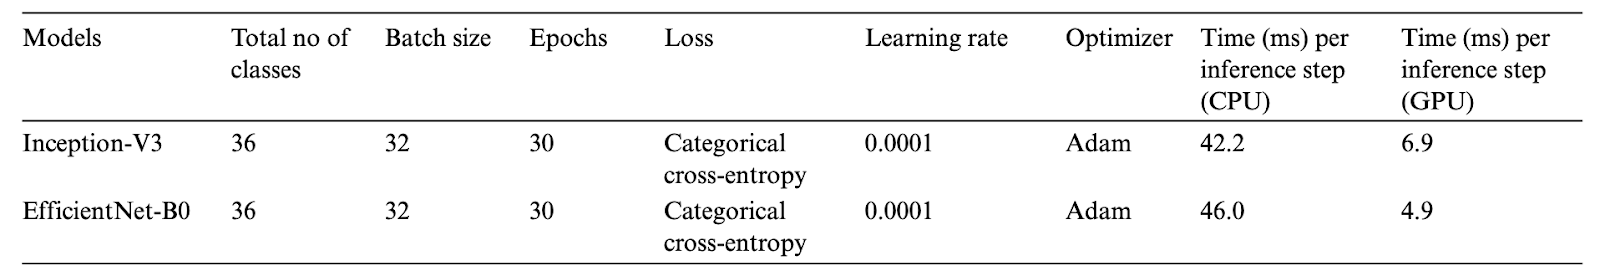 Models Total no of Batch size Epochs Loss Learning rate Optimizer Time (ms) per Time (ms) per
classes inference step inference step
(CPU) (GPU)
Inception-V3 36 32 30 Categorical 0.0001 Adam 42.2 6.9
cross-entropy
EfficientNet-B0 36 32 30 Categorical 0.0001 Adam 46.0 4.9
cross-entropy